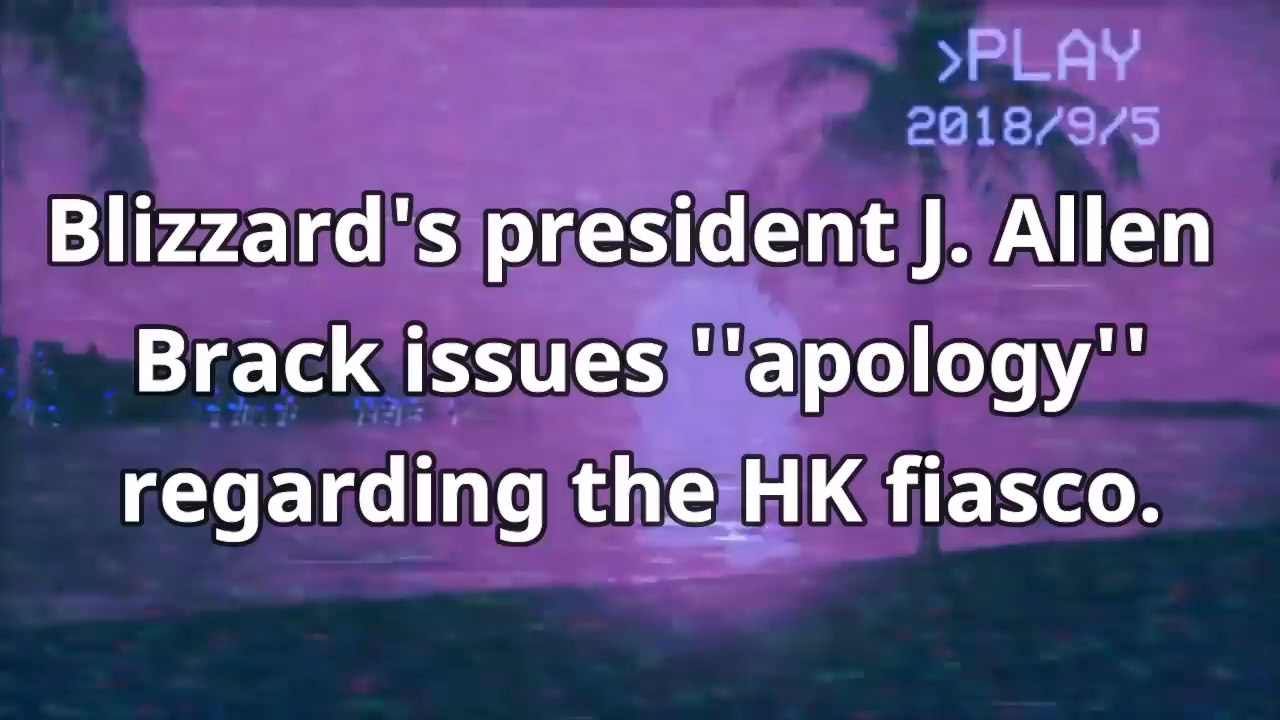 >PLAY
2018/9/5
Blizzard's president J. Allen
Brack issues ''apology''
regarding the HK fiasco.